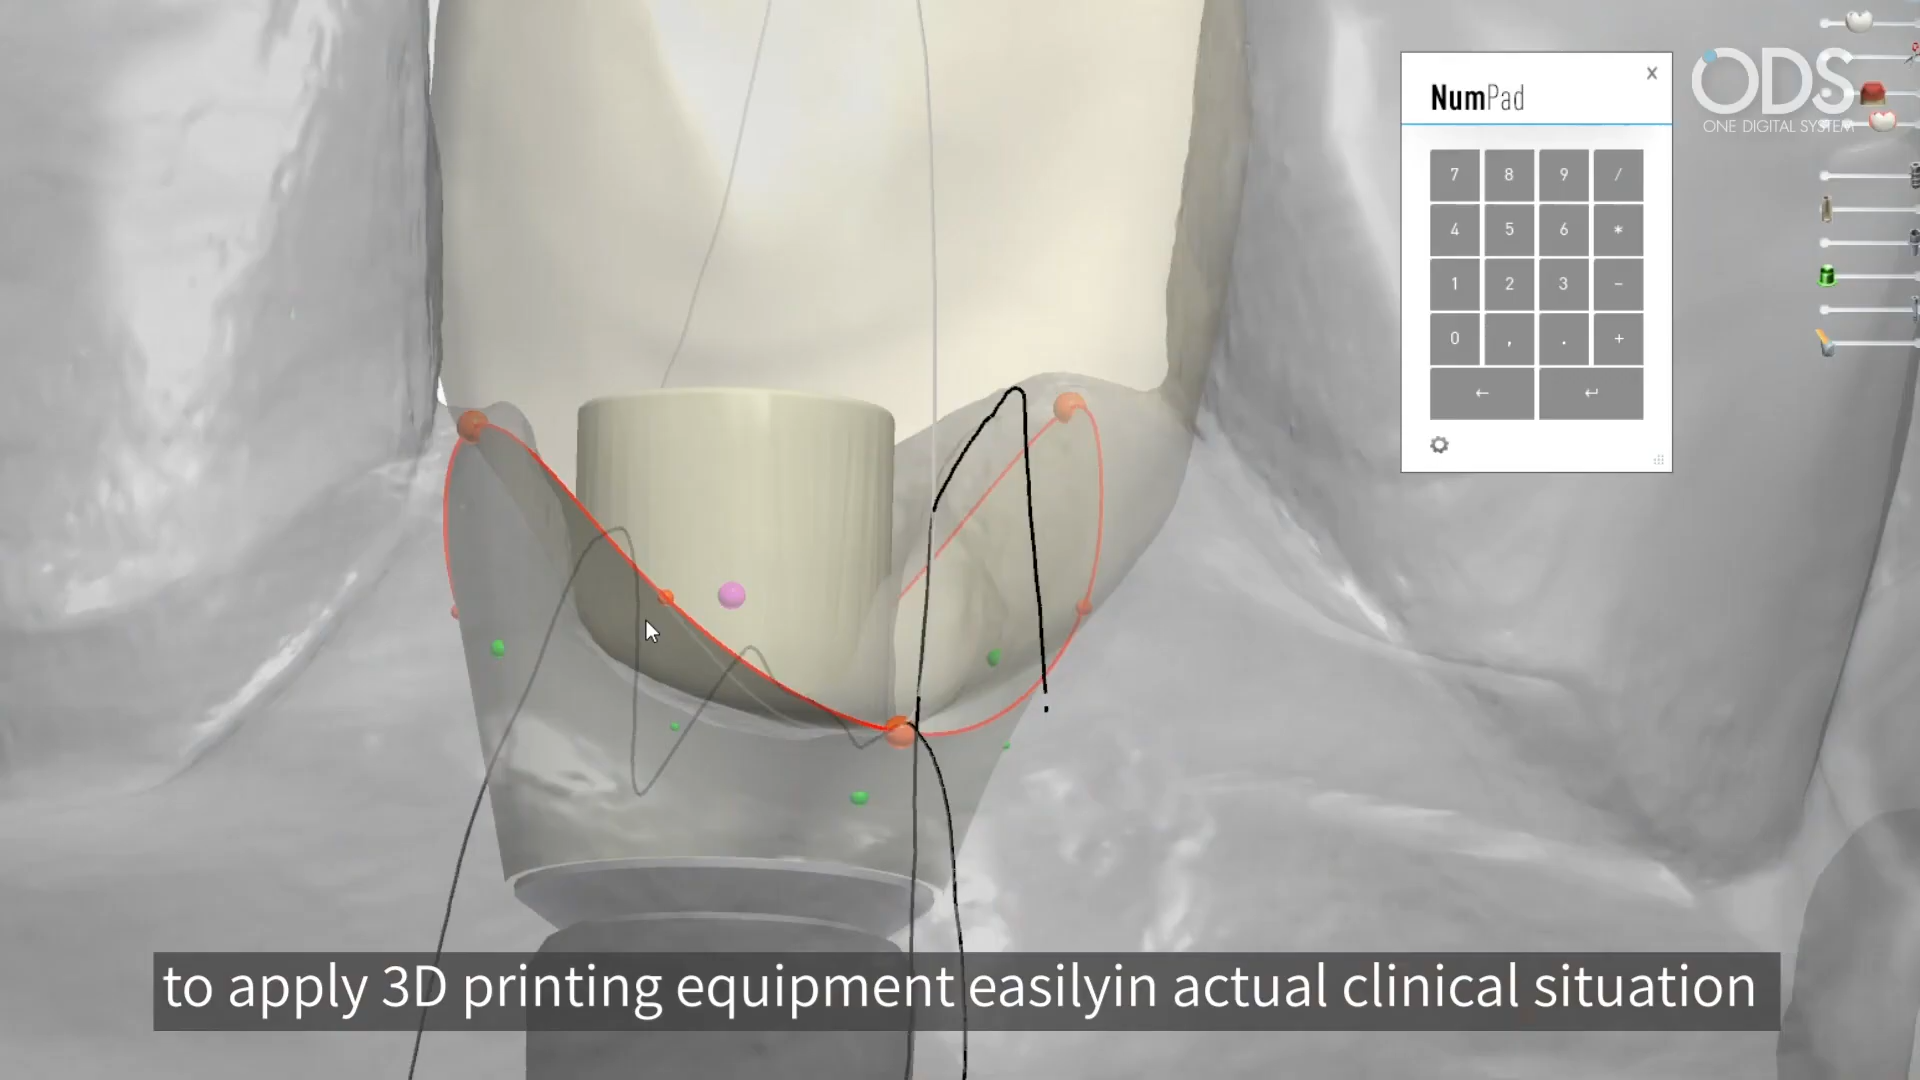 x
NumPad
7 8 9 /
4 5 6 *
1 2 3 -
0 , . +
← ↵
ODS
ONE DIGITAL SYSTEM
to apply 3D printing equipment easilyin actual clinical situation